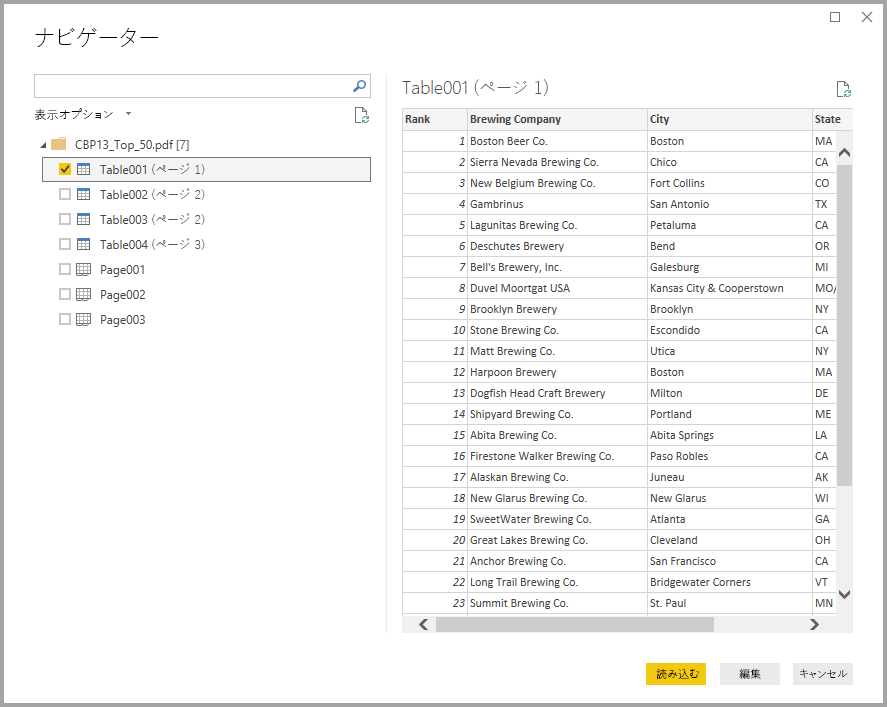 ナビゲーター
表示オプション
CBP13_Top_50.pdf [7]
Table001 (ページ 1)
Table002 (ページ 2)
Table003 (ページ 2)
Table004 (ページ 3)
Page001
Page002
Page003
Table001 (ページ 1)
Rank Brewing Company City State
1 Boston Beer Co. Boston MA
2 Sierra Nevada Brewing Co. Chico CA
3 New Belgium Brewing Co. Fort Collins CO
4 Gambrinus San Antonio TX
5 Lagunitas Brewing Co. Petaluma CA
6 Deschutes Brewery Bend OR
7 Bell's Brewery, Inc. Galesburg MI
8 Duvel Moortgat USA Kansas City & Cooperstown MO/
9 Brooklyn Brewery Brooklyn NY
10 Stone Brewing Co. Escondido CA
11 Matt Brewing Co. Utica NY
12 Harpoon Brewery Boston MA
13 Dogfish Head Craft Brewery Milton DE
14 Shipyard Brewing Co. Portland ME
15 Abita Brewing Co. Abita Springs LA
16 Firestone Walker Brewing Co. Paso Robles CA
17 Alaskan Brewing Co. Juneau AK
18 New Glarus Brewing Co. New Glarus WI
19 SweetWater Brewing Co. Atlanta GA
20 Great Lakes Brewing Co. Cleveland OH
21 Anchor Brewing Co. San Francisco CA
22 Long Trail Brewing Co. Bridgewater Corners VT
23 Summit Brewing Co. St. Paul MN
読み込む 編集 キャンセル